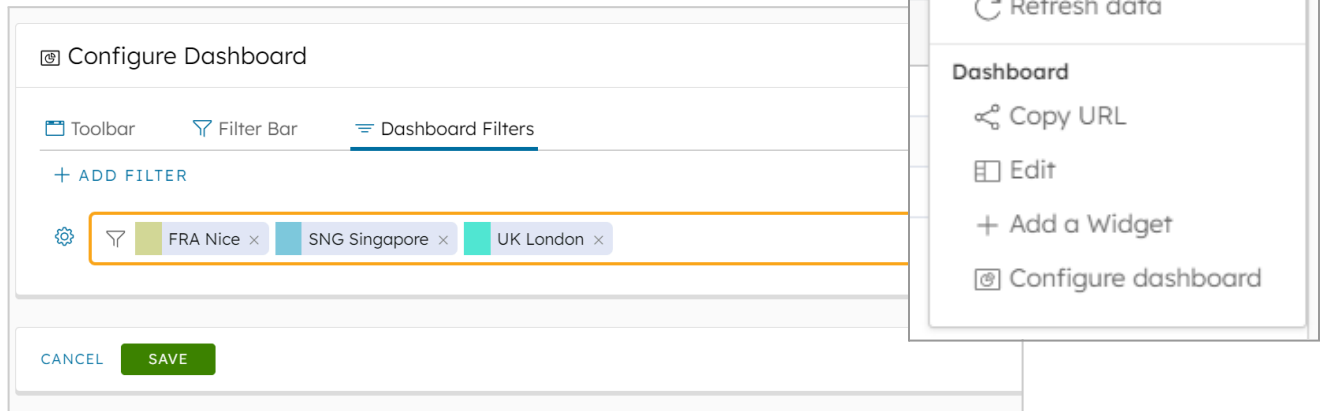 Configure Dashboard
Toolbar
Filter Bar
Dashboard Filters
+ ADD FILTER
FRA Nice ×
SNG Singapore ×
UK London ×
CANCEL
SAVE
Refresh data
Dashboard
Copy URL
Edit
+ Add a Widget
Configure dashboard